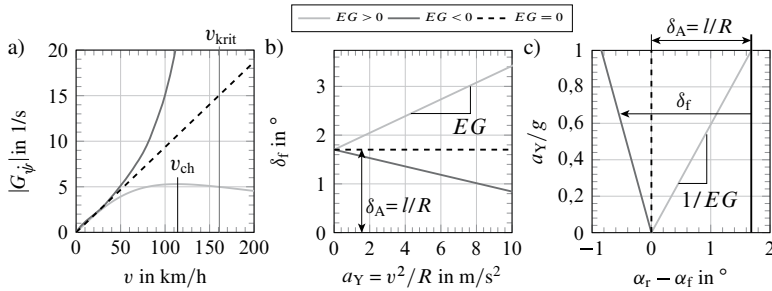 EG > 0 EG < 0 EG = 0
a)
20
15
10
5
0
|G_ψ̇| in 1/s
v_krit
v_ch
0 50 100 150 200
v in km/h
b)
3
2
1
0
δ_f in °
EG
δ_A = l/R
0 2 4 6 8 10
a_Y = v²/R in m/s²
c)
δ_A = l/R
1
0,8
0,6
0,4
0.2
0
a_Y/g
δ_f
1/EG
−1 0 1 2
α_r − α_f in °